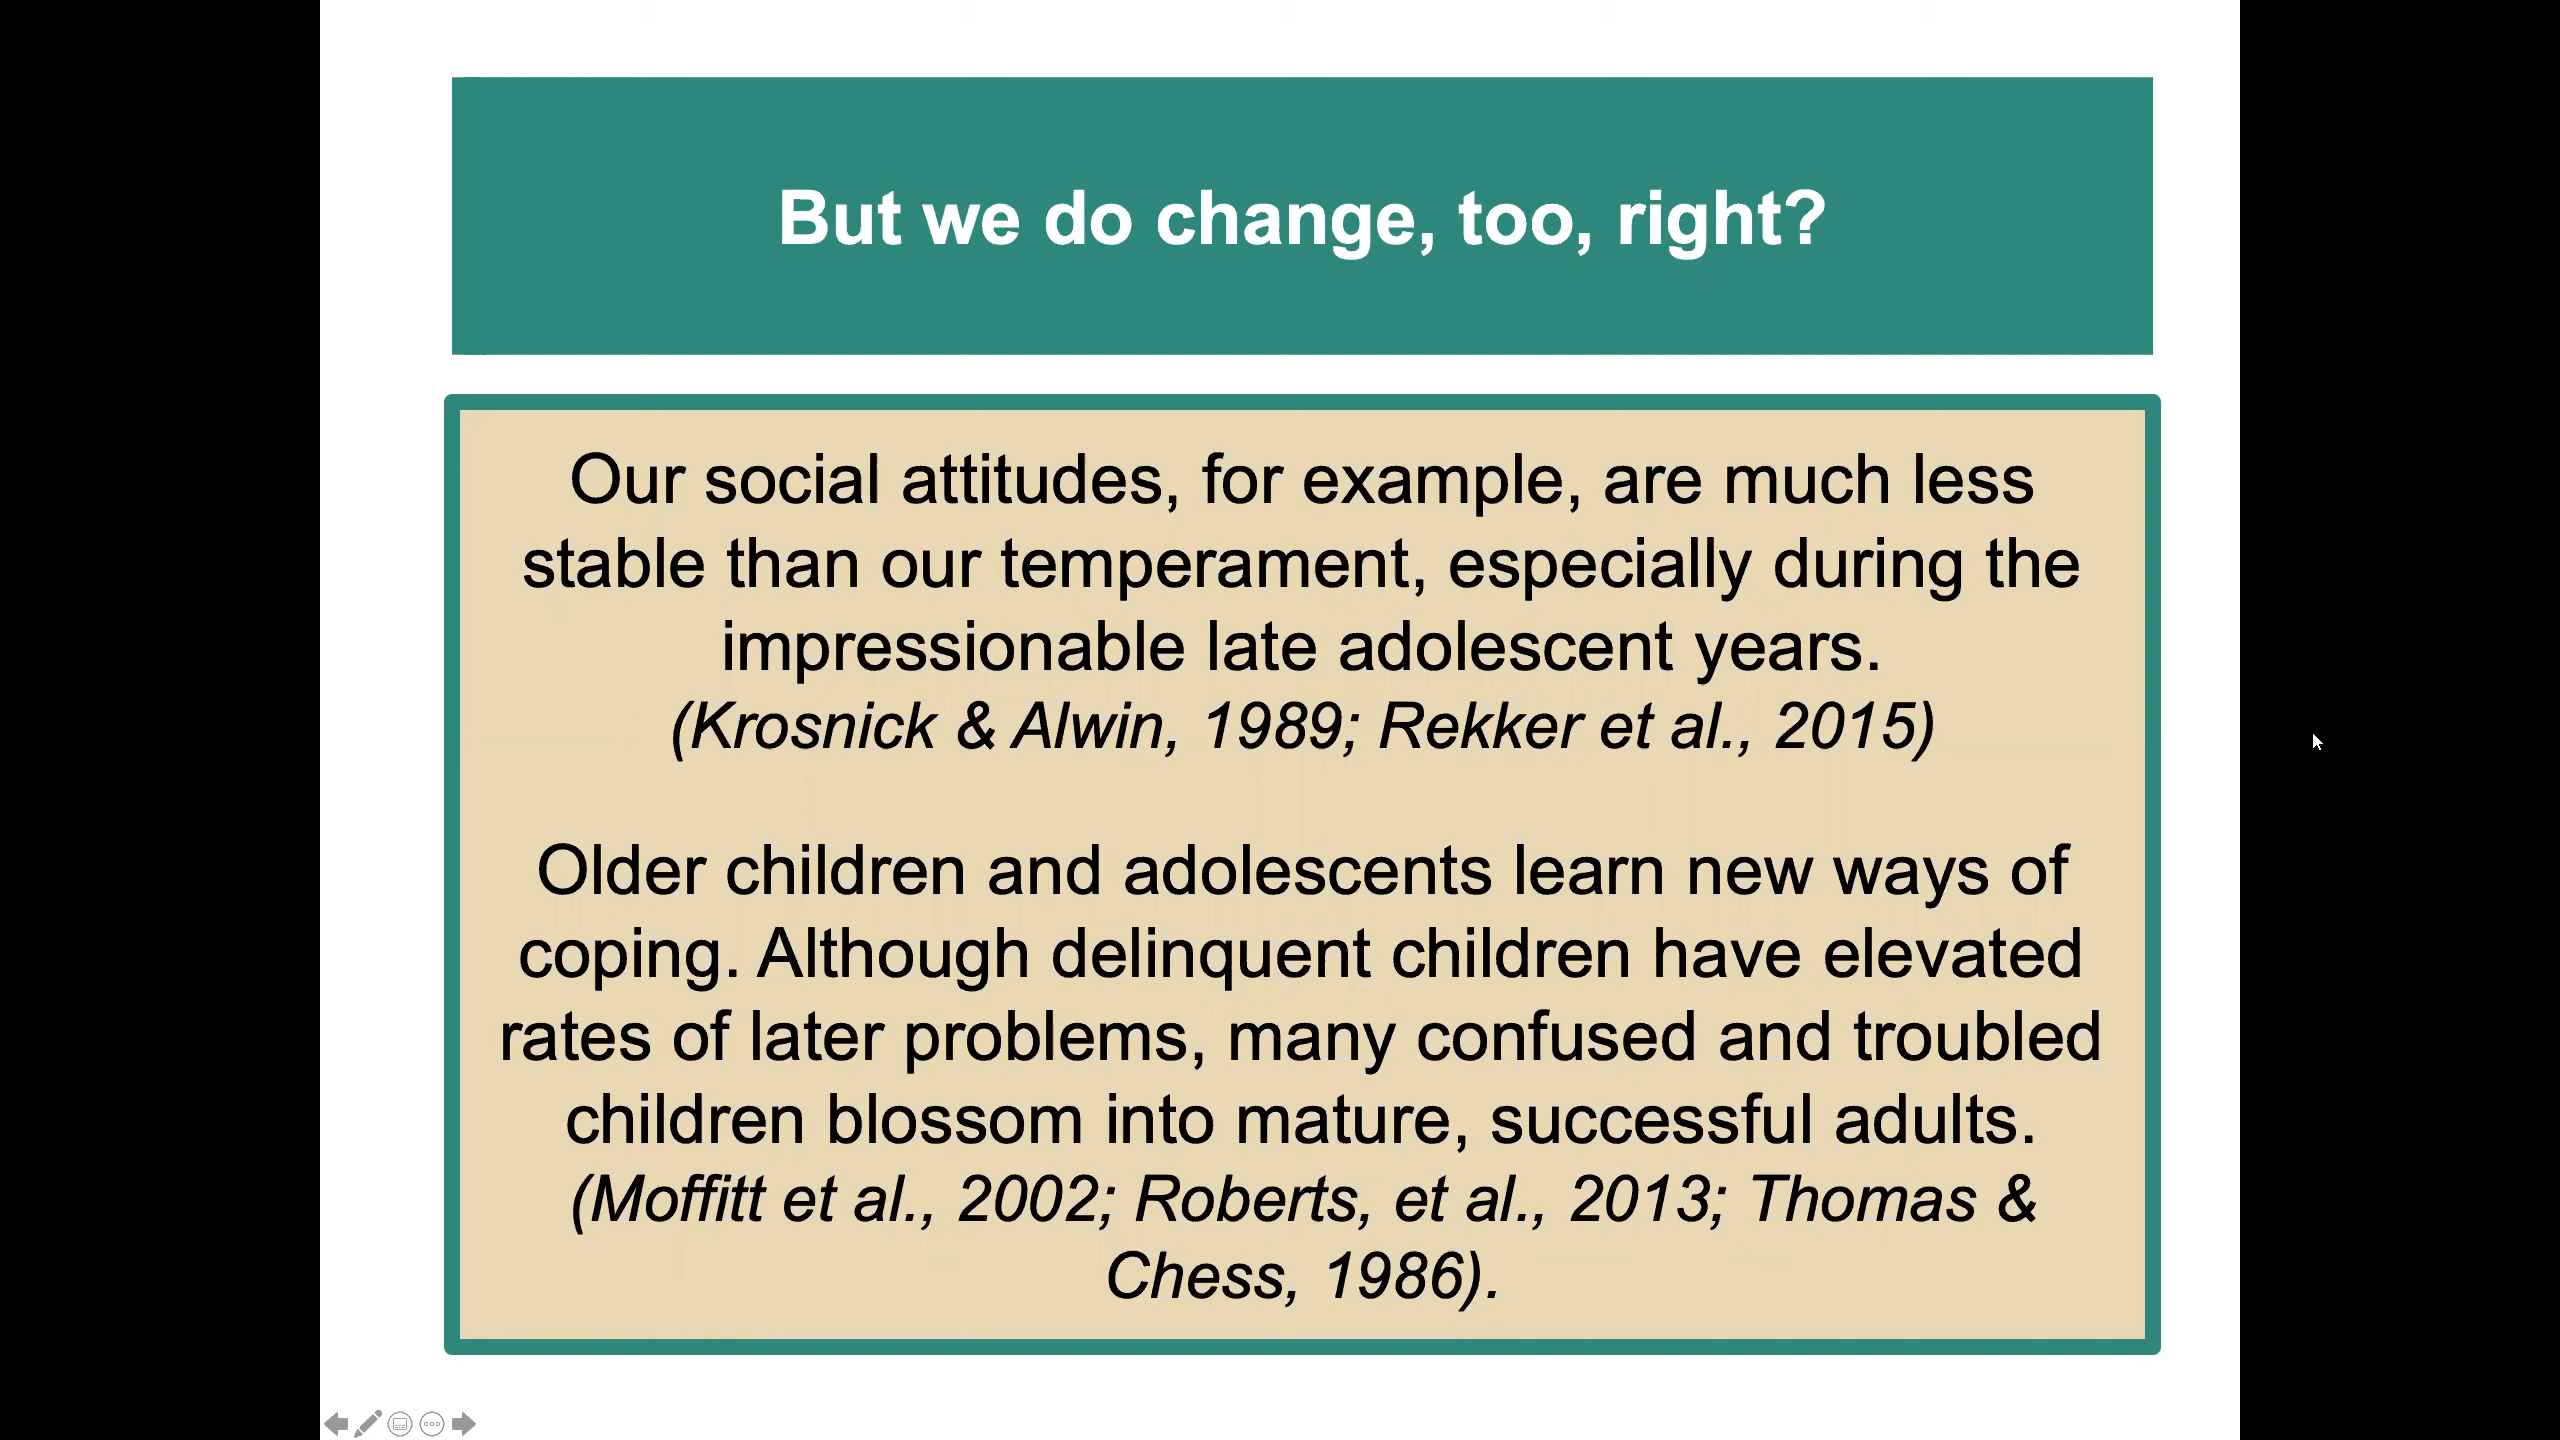 But we do change, too, right?
Our social attitudes, for example, are much less
stable than our temperament, especially during the
impressionable late adolescent years.
(Krosnick & Alwin, 1989; Rekker et al., 2015)
Older children and adolescents learn new ways of
coping. Although delinquent children have elevated
rates of later problems, many confused and troubled
children blossom into mature, successful adults.
(Moffitt et al., 2002; Roberts, et al., 2013; Thomas &
Chess, 1986).